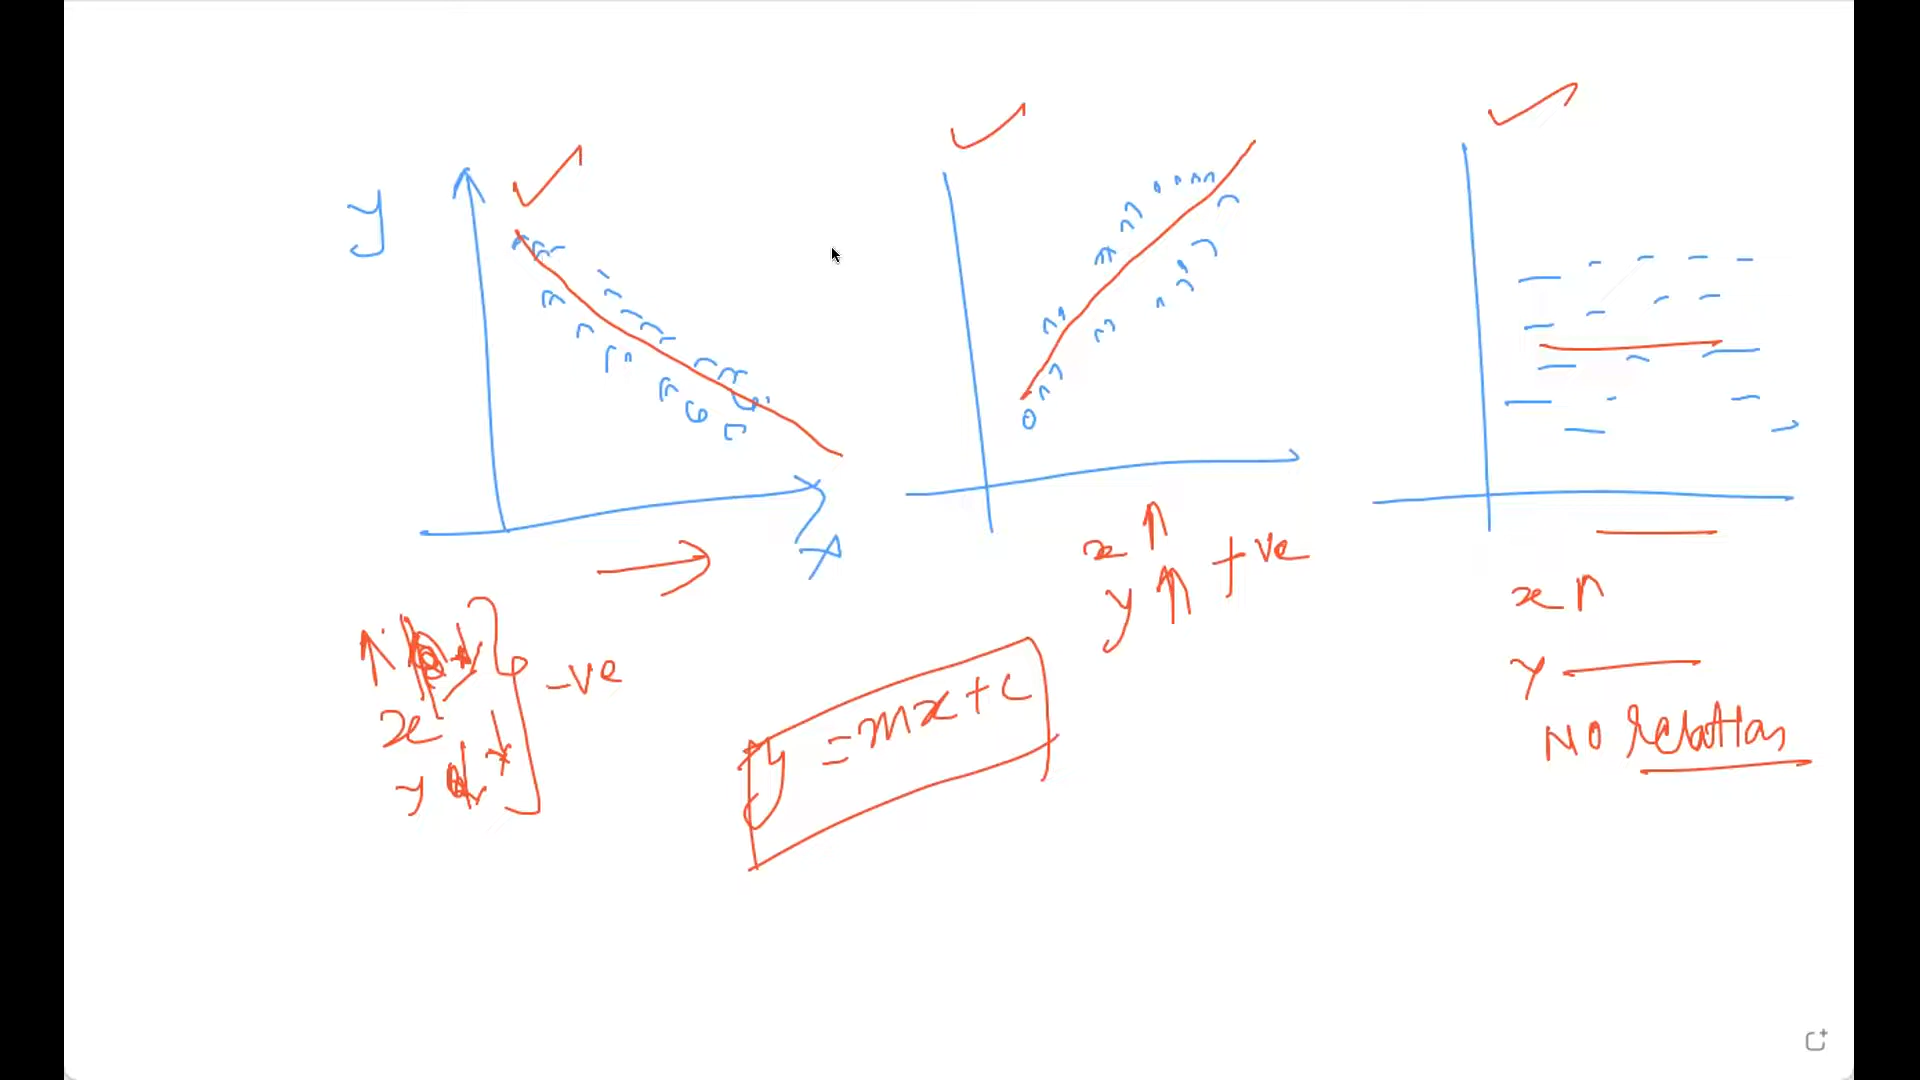 y
x
x ↑
y ↑ +ve
x ↑
y —
No relation
↑
x
y ↓
-ve
y = mx + c